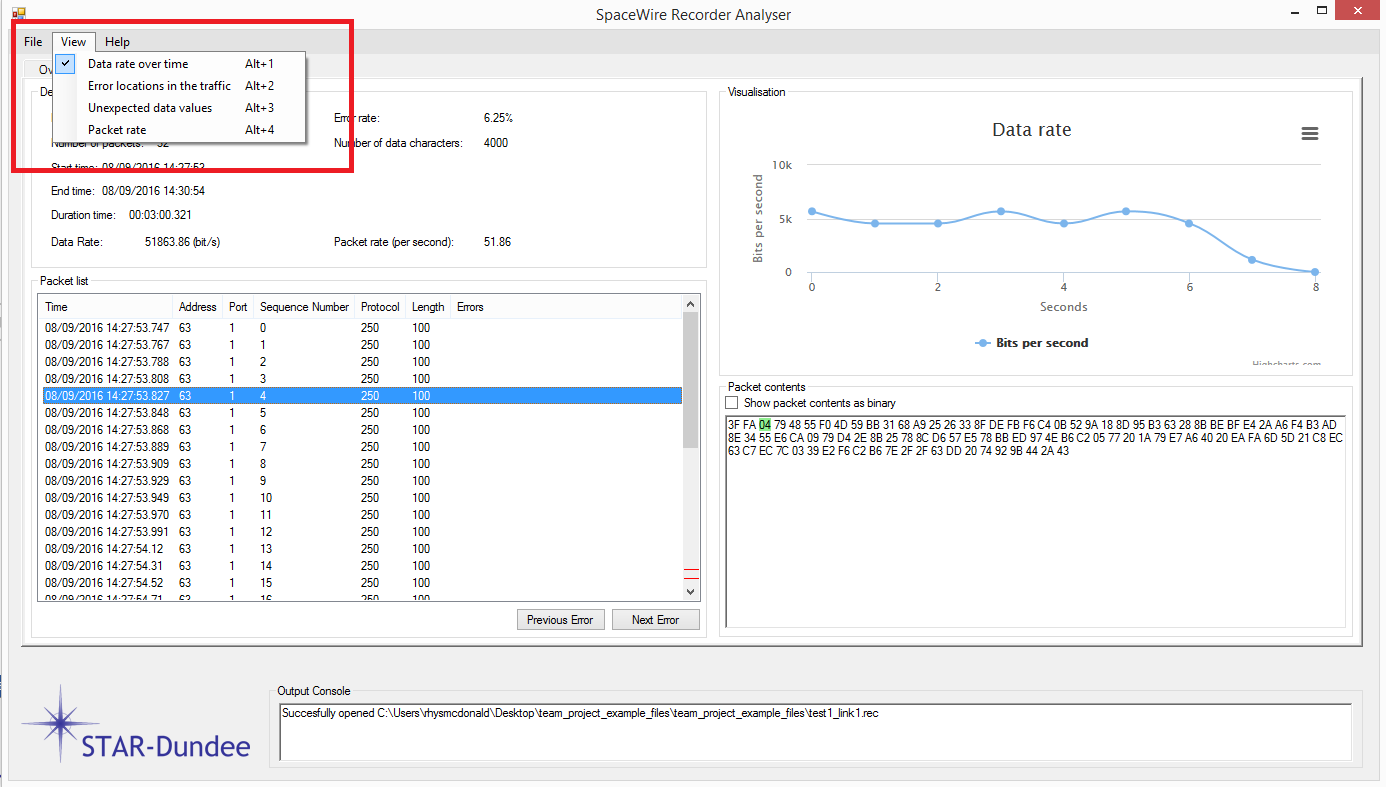 SpaceWire Recorder Analyser
File View Help
Data rate over time Alt+1
Error locations in the traffic Alt+2
Unexpected data values Alt+3
Packet rate Alt+4
Error rate: 6.25%
Number of packets: 32
Number of data characters: 4000
Start time: 08/09/2016 14:27:53
End time: 08/09/2016 14:30:54
Duration time: 00:03:00.321
Data Rate: 51863.86 (bit/s)
Packet rate (per second): 51.86
Packet list
Time Address Port Sequence Number Protocol Length Errors
08/09/2016 14:27:53.747 63 1 0 250 100
08/09/2016 14:27:53.767 63 1 1 250 100
08/09/2016 14:27:53.788 63 1 2 250 100
08/09/2016 14:27:53.808 63 1 3 250 100
08/09/2016 14:27:53.827 63 1 4 250 100
08/09/2016 14:27:53.848 63 1 5 250 100
08/09/2016 14:27:53.868 63 1 6 250 100
08/09/2016 14:27:53.889 63 1 7 250 100
08/09/2016 14:27:53.909 63 1 8 250 100
08/09/2016 14:27:53.929 63 1 9 250 100
08/09/2016 14:27:53.949 63 1 10 250 100
08/09/2016 14:27:53.970 63 1 11 250 100
08/09/2016 14:27:53.991 63 1 12 250 100
08/09/2016 14:27:54.12 63 1 13 250 100
08/09/2016 14:27:54.31 63 1 14 250 100
08/09/2016 14:27:54.52 63 1 15 250 100
08/09/2016 14:27:54.71 63 1 16 250 100
Previous Error Next Error
Visualisation
Data rate
Bits per second
10k
5k
0
0 2 4 6 8
Seconds
Bits per second
Highcharts.com
Packet contents
Show packet contents as binary
3F FA 04 79 48 55 F0 4D 59 BB 31 68 A9 25 26 33 8F DE FB F6 C4 0B 52 9A 18 8D 95 B3 63 28 8B BE BF E4 2A A6 F4 B3 AD
8E 34 55 E6 CA 09 79 D4 2E 8B 25 78 8C D6 57 E5 78 BB ED 97 4E B6 C2 05 77 20 1A 79 E7 A6 40 20 EA FA 6D 5D 21 C8 EC
63 C7 EC 7C 03 39 E2 F6 C2 B6 7E 2F 2F 63 DD 20 74 92 9B 44 2A 43
STAR-Dundee
Output Console
Succesfully opened C:\Users\rhysmcdonald\Desktop\team_project_example_files\team_project_example_files\test1_link1.rec